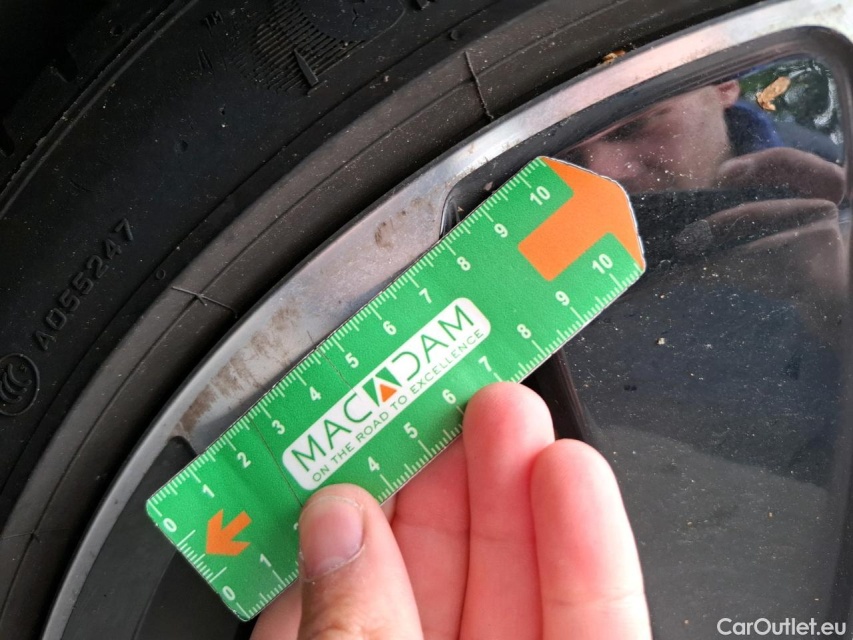 A055247
0 1 2 3 4 5 6 7 8 9 10
MACADAM
ON THE ROAD TO EXCELLENCE
0 1 2 4 5 6 7 8 9 10
CarOutlet.eu